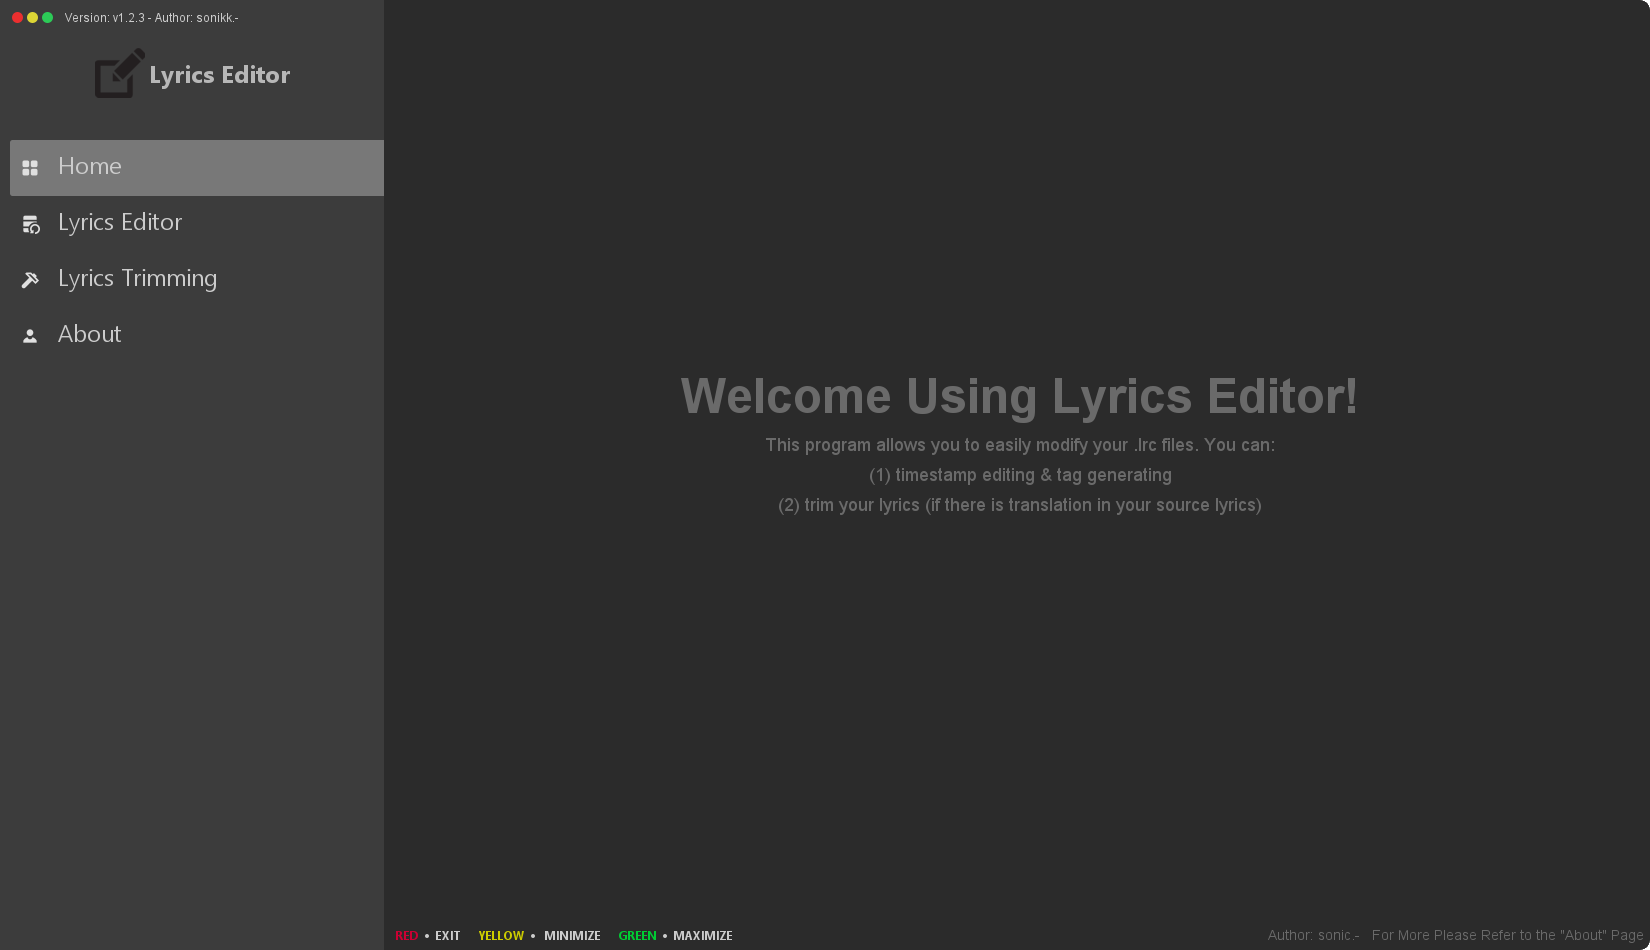 Version: v1.2.3 - Author: sonikk.-
Lyrics Editor
Home
Lyrics Editor
Lyrics Trimming
About
Welcome Using Lyrics Editor!
This program allows you to easily modify your .lrc files. You can:
(1) timestamp editing & tag generating
(2) trim your lyrics (if there is translation in your source lyrics)
RED • EXIT YELLOW • MINIMIZE GREEN • MAXIMIZE
Author: sonic.- For More Please Refer to the "About" Page